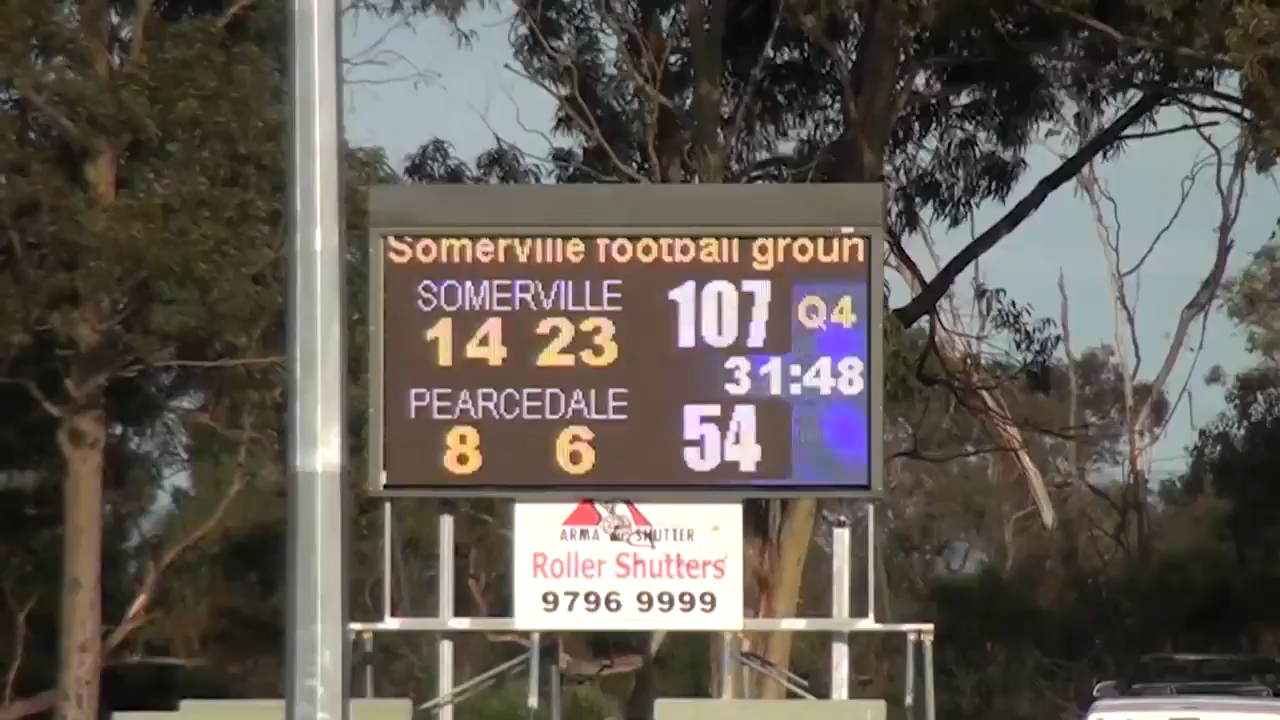 Somerville football groun
SOMERVILLE 107 Q4
14 23
31:48
PEARCEDALE 54
8 6
ARMA SHUTTER
Roller Shutters
9796 9999